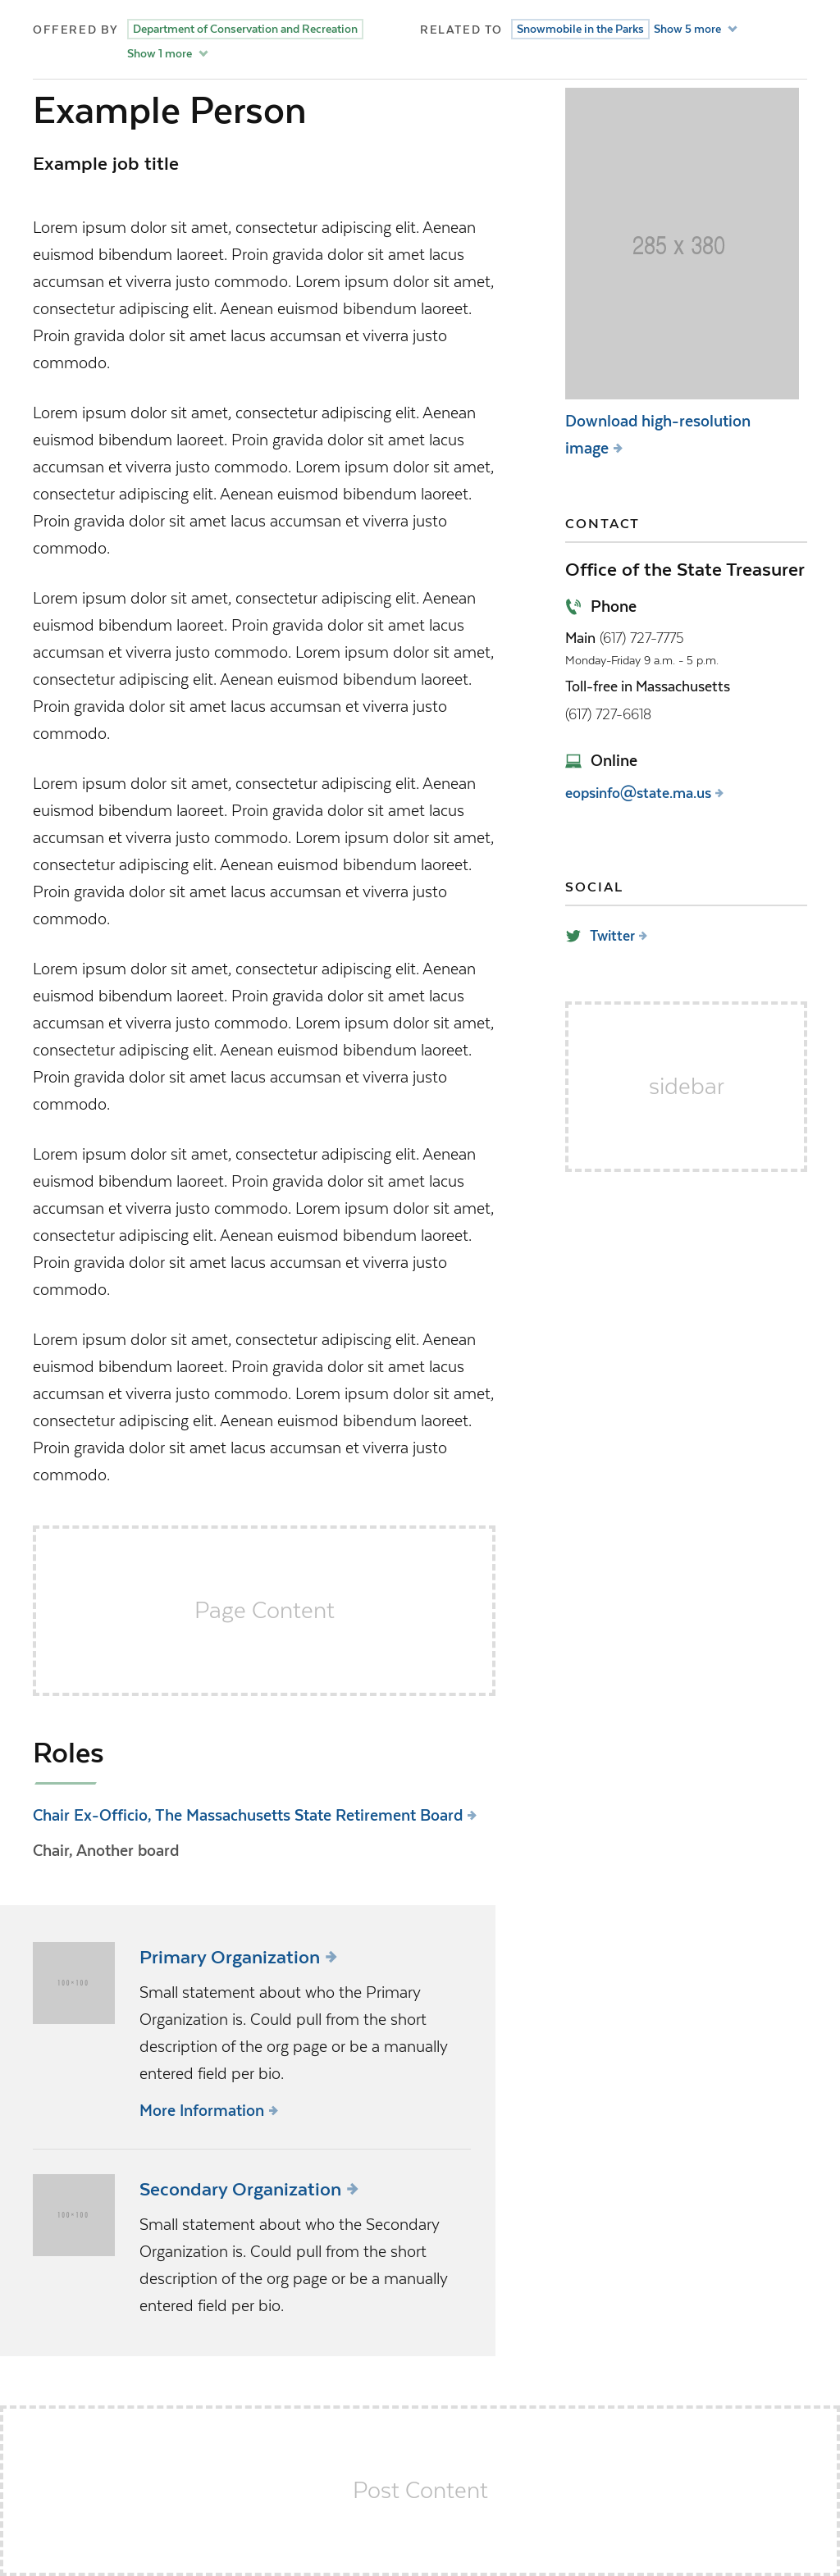 OFFERED BY Department of Conservation and Recreation
Show 1 more
RELATED TO Snowmobile in the Parks Show 5 more
Example Person
Example job title
Lorem ipsum dolor sit amet, consectetur adipiscing elit. Aenean
euismod bibendum laoreet. Proin gravida dolor sit amet lacus
accumsan et viverra justo commodo. Lorem ipsum dolor sit amet,
consectetur adipiscing elit. Aenean euismod bibendum laoreet.
Proin gravida dolor sit amet lacus accumsan et viverra justo
commodo.
Lorem ipsum dolor sit amet, consectetur adipiscing elit. Aenean
euismod bibendum laoreet. Proin gravida dolor sit amet lacus
accumsan et viverra justo commodo. Lorem ipsum dolor sit amet,
consectetur adipiscing elit. Aenean euismod bibendum laoreet.
Proin gravida dolor sit amet lacus accumsan et viverra justo
commodo.
Lorem ipsum dolor sit amet, consectetur adipiscing elit. Aenean
euismod bibendum laoreet. Proin gravida dolor sit amet lacus
accumsan et viverra justo commodo. Lorem ipsum dolor sit amet,
consectetur adipiscing elit. Aenean euismod bibendum laoreet.
Proin gravida dolor sit amet lacus accumsan et viverra justo
commodo.
Lorem ipsum dolor sit amet, consectetur adipiscing elit. Aenean
euismod bibendum laoreet. Proin gravida dolor sit amet lacus
accumsan et viverra justo commodo. Lorem ipsum dolor sit amet,
consectetur adipiscing elit. Aenean euismod bibendum laoreet.
Proin gravida dolor sit amet lacus accumsan et viverra justo
commodo.
Lorem ipsum dolor sit amet, consectetur adipiscing elit. Aenean
euismod bibendum laoreet. Proin gravida dolor sit amet lacus
accumsan et viverra justo commodo. Lorem ipsum dolor sit amet,
consectetur adipiscing elit. Aenean euismod bibendum laoreet.
Proin gravida dolor sit amet lacus accumsan et viverra justo
commodo.
Lorem ipsum dolor sit amet, consectetur adipiscing elit. Aenean
euismod bibendum laoreet. Proin gravida dolor sit amet lacus
accumsan et viverra justo commodo. Lorem ipsum dolor sit amet,
consectetur adipiscing elit. Aenean euismod bibendum laoreet.
Proin gravida dolor sit amet lacus accumsan et viverra justo
commodo.
Lorem ipsum dolor sit amet, consectetur adipiscing elit. Aenean
euismod bibendum laoreet. Proin gravida dolor sit amet lacus
accumsan et viverra justo commodo. Lorem ipsum dolor sit amet,
consectetur adipiscing elit. Aenean euismod bibendum laoreet.
Proin gravida dolor sit amet lacus accumsan et viverra justo
commodo.
Page Content
Roles
Chair Ex-Officio, The Massachusetts State Retirement Board
Chair, Another board
100×100
Primary Organization
Small statement about who the Primary
Organization is. Could pull from the short
description of the org page or be a manually
entered field per bio.
More Information
100×100
Secondary Organization
Small statement about who the Secondary
Organization is. Could pull from the short
description of the org page or be a manually
entered field per bio.
285 x 380
Download high-resolution
image
CONTACT
Office of the State Treasurer
Phone
Main (617) 727-7775
Monday-Friday 9 a.m. - 5 p.m.
Toll-free in Massachusetts
(617) 727-6618
Online
eopsinfo@state.ma.us
SOCIAL
Twitter
sidebar
Post Content